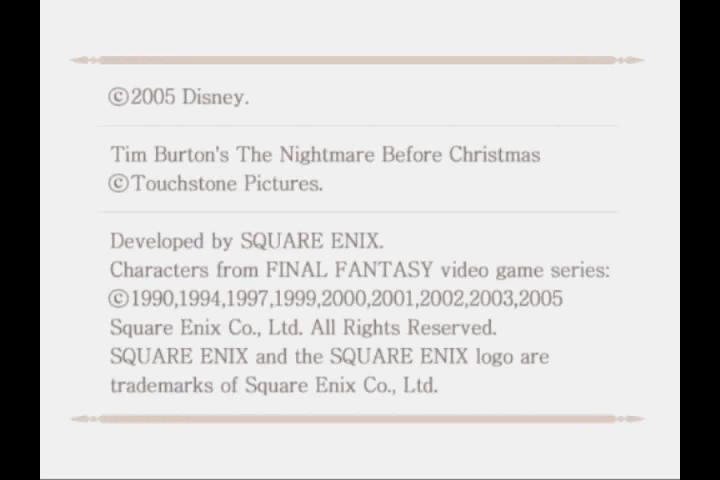 ©2005 Disney.
Tim Burton's The Nightmare Before Christmas
©Touchstone Pictures.
Developed by SQUARE ENIX.
Characters from FINAL FANTASY video game series:
©1990,1994,1997,1999,2000,2001,2002,2003,2005
Square Enix Co., Ltd. All Rights Reserved.
SQUARE ENIX and the SQUARE ENIX logo are
trademarks of Square Enix Co., Ltd.